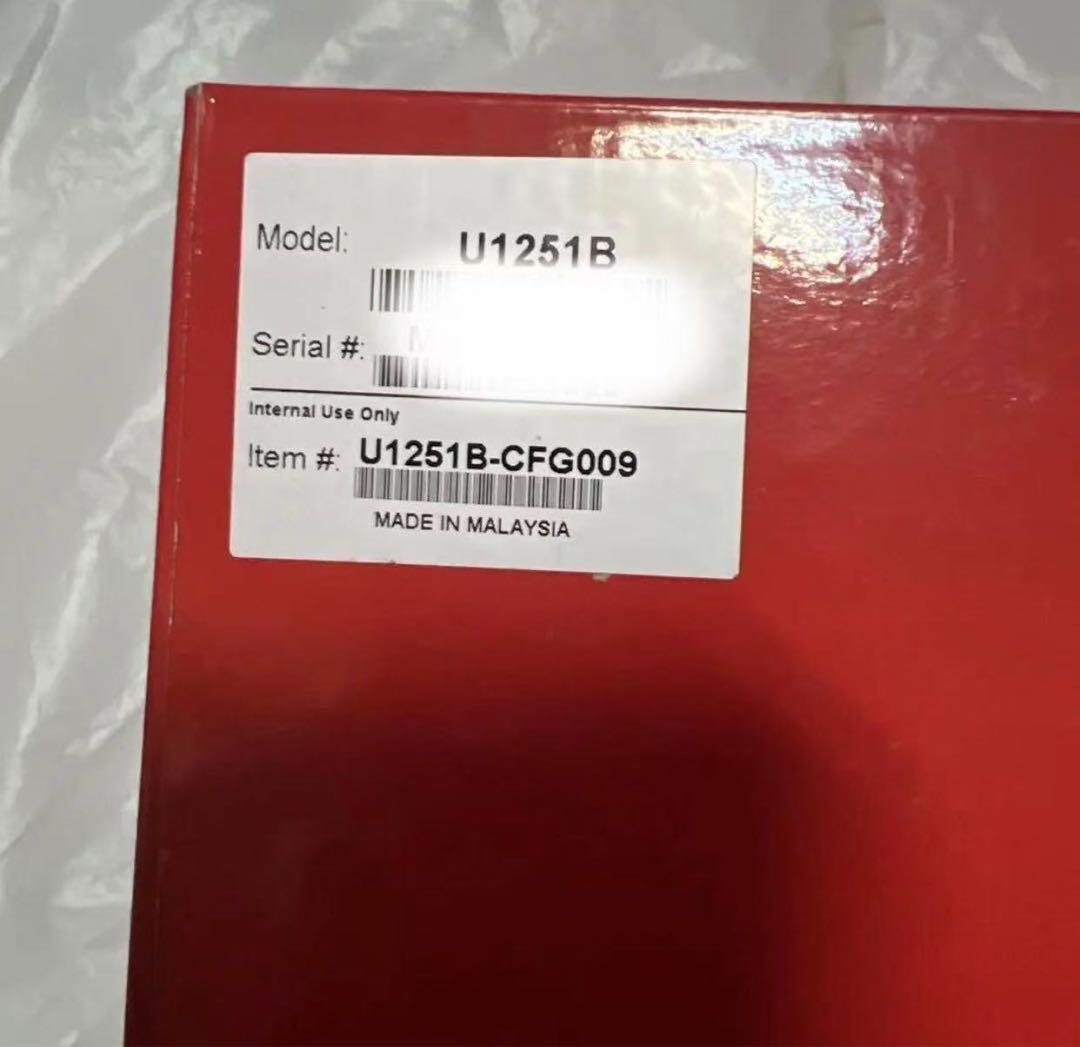 Model: U1251B
Serial #: M
Internal Use Only
Item #: U1251B-CFG009
MADE IN MALAYSIA